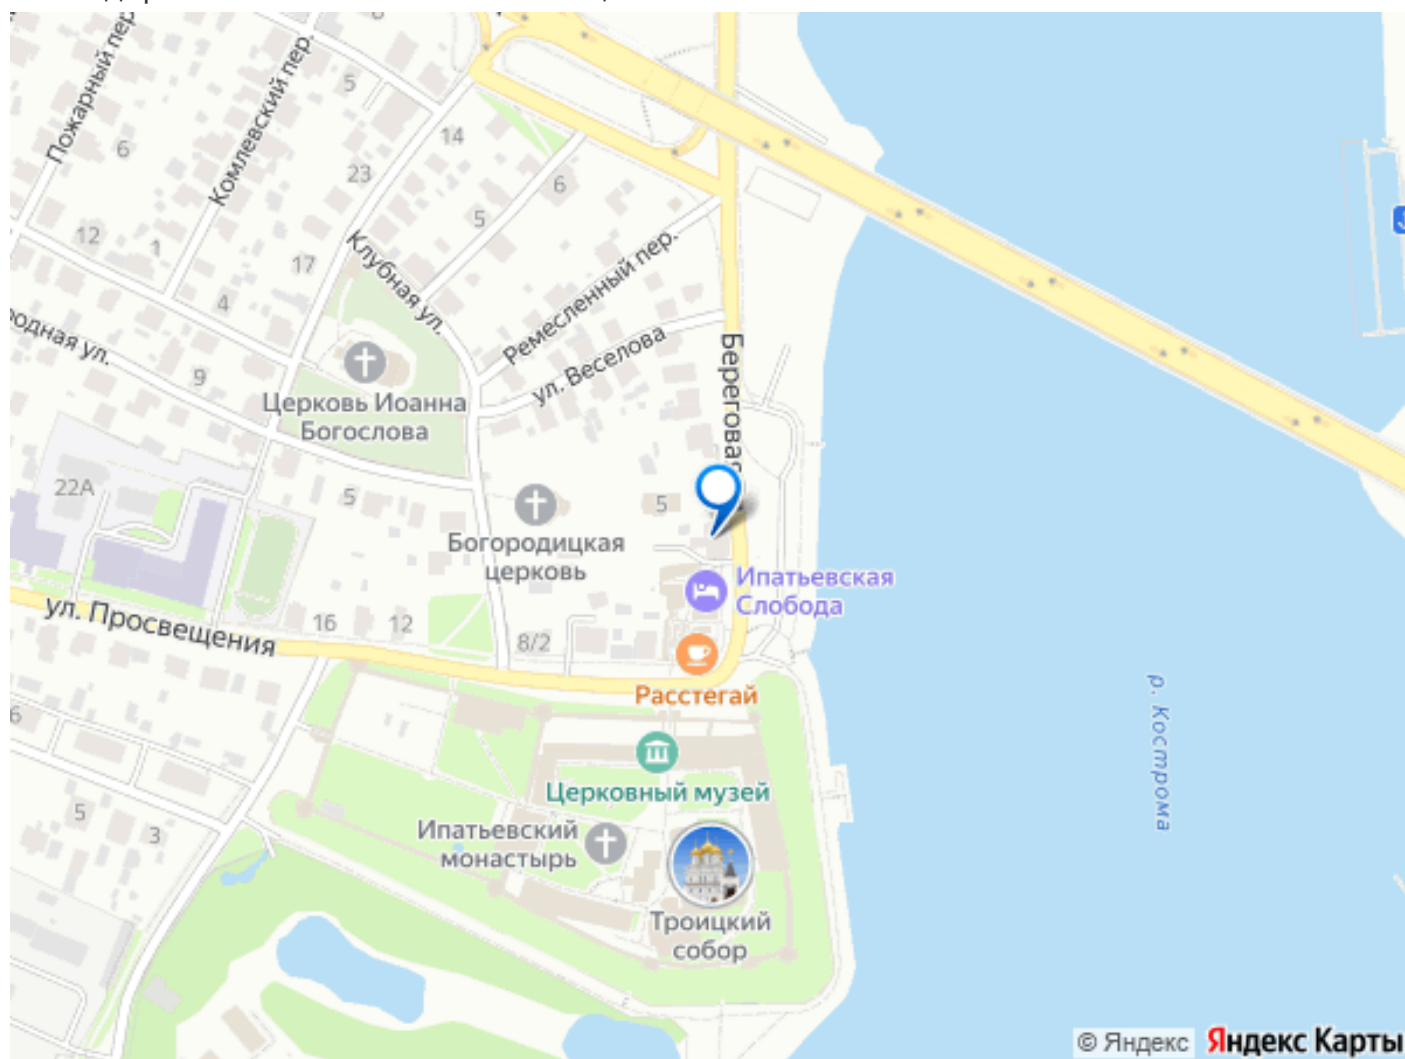 6
Пожарный пер.
Комлевский пер.
5
14
6
23
6
5
12
1
17
4
Клубная ул.
Ремесленный пер.
ул. Веселова
Береговая
одная ул.
9
Церковь Иоанна
Богослова
22А
5
5
Богородицкая
церковь
Ипатьевская
Слобода
ул. Просвещения
16
12
8/2
Расстегай
р. Кострома
6
Церковный музей
5
3
Ипатьевский
монастырь
Троицкий
собор
© Яндекс
Яндекс Карты